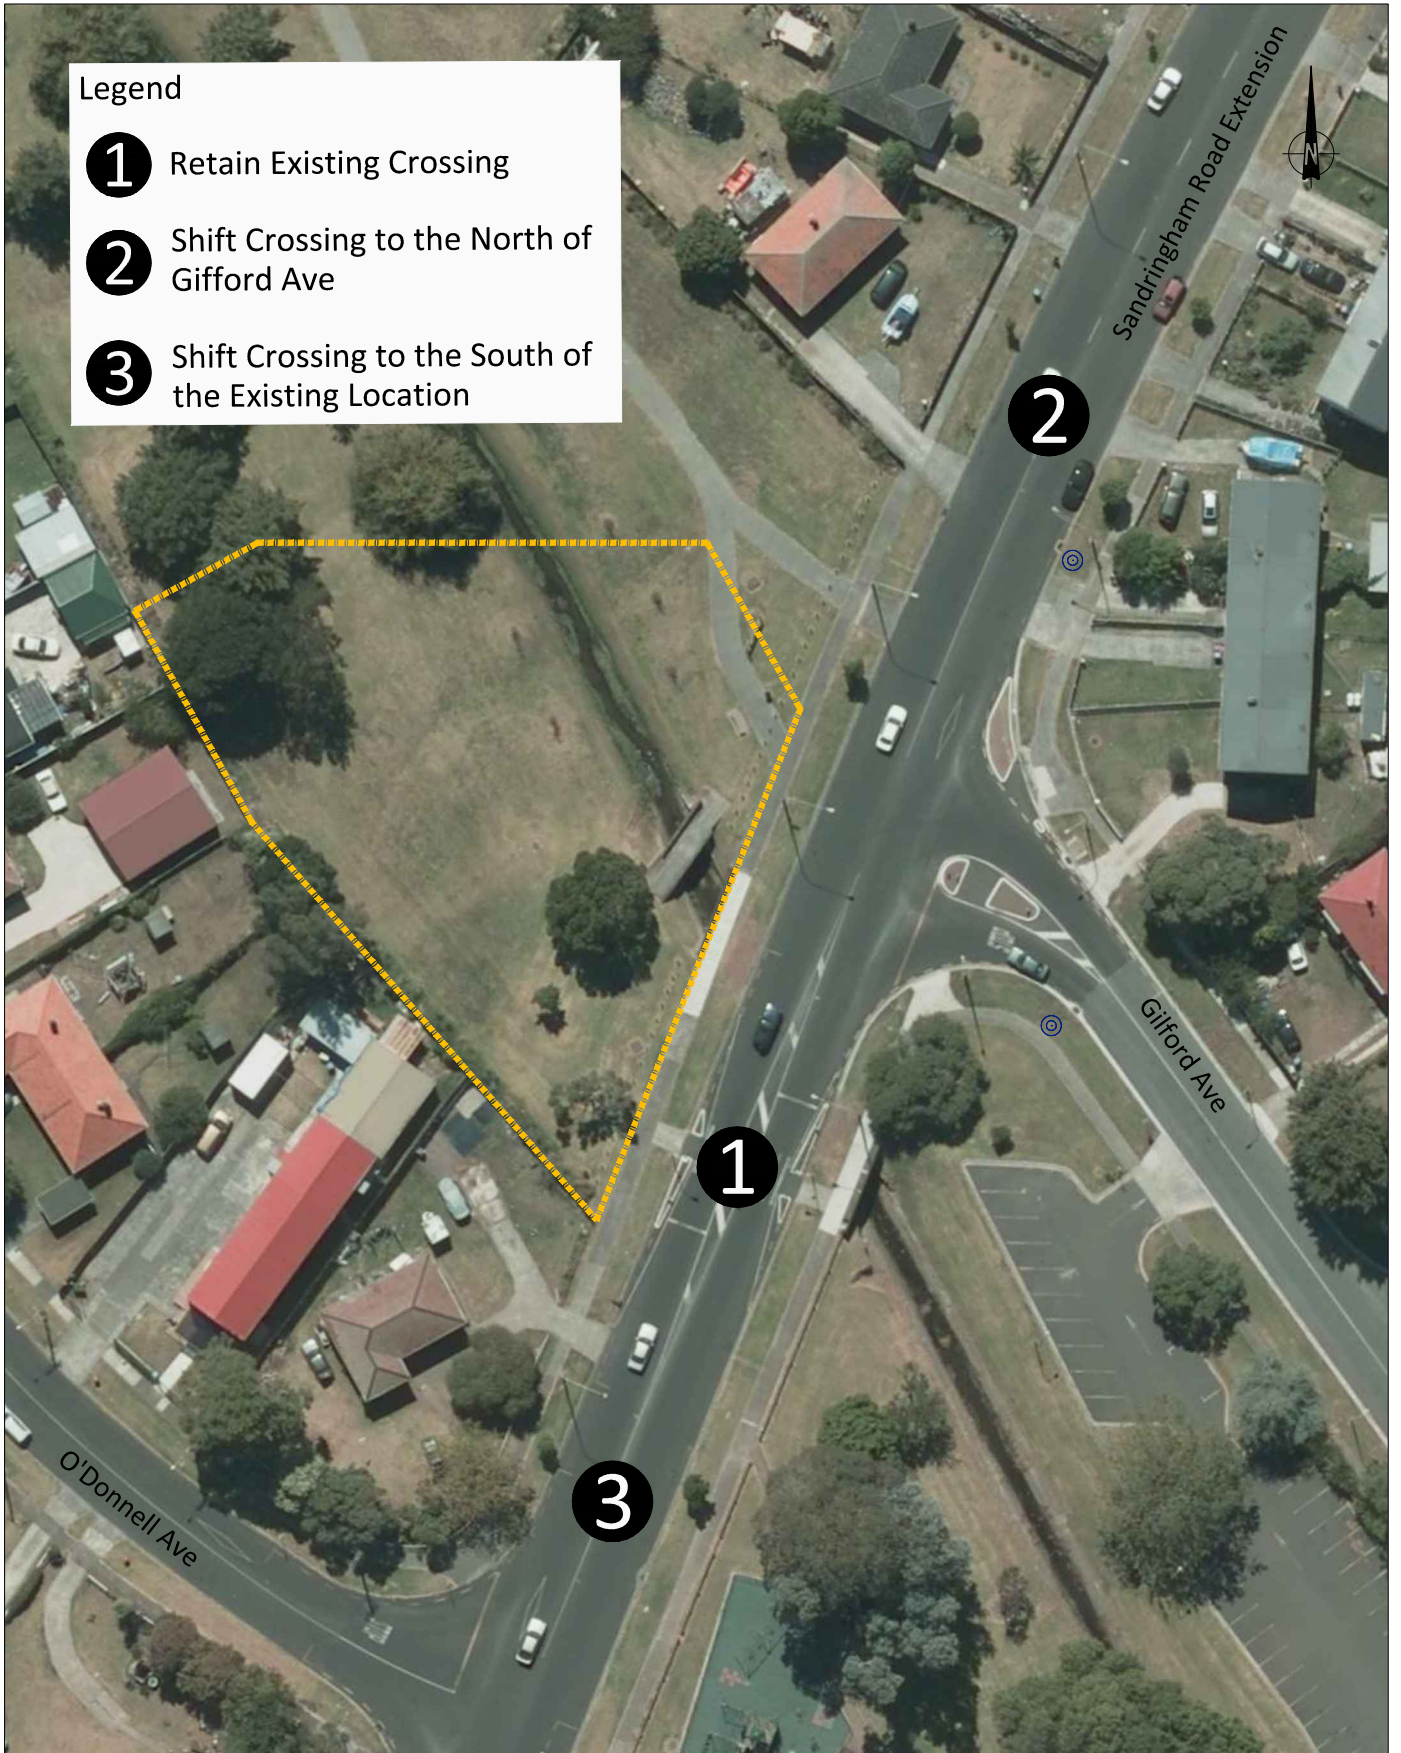 Legend
1 Retain Existing Crossing
2 Shift Crossing to the North of
Gifford Ave
3 Shift Crossing to the South of
the Existing Location
Sandringham Road Extension
N
2
Gilford Ave
1
3
O'Donnell Ave